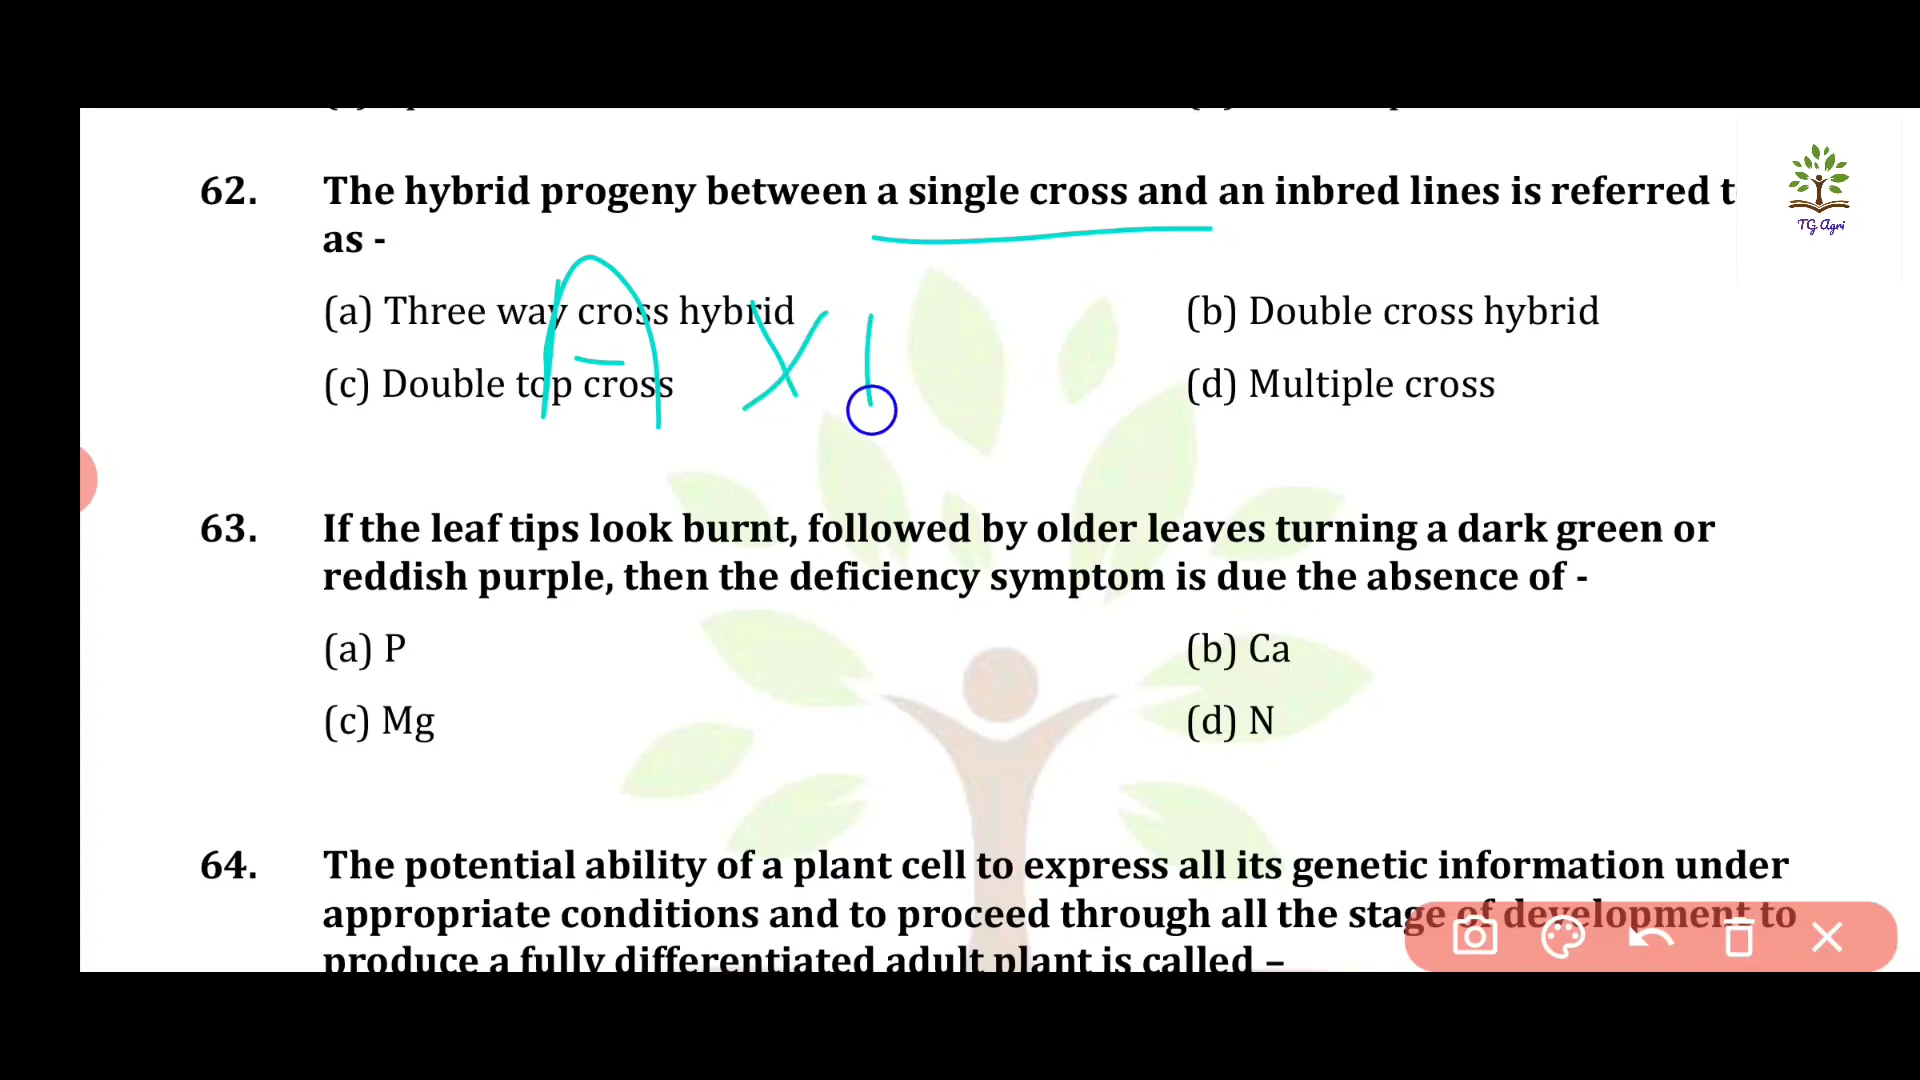 62. The hybrid progeny between a single cross and an inbred lines is referred t
as -
(a) Three way cross hybrid (b) Double cross hybrid
(c) Double top cross (d) Multiple cross
A X
TG Agri
63. If the leaf tips look burnt, followed by older leaves turning a dark green or
reddish purple, then the deficiency symptom is due the absence of -
(a) P (b) Ca
(c) Mg (d) N
64. The potential ability of a plant cell to express all its genetic information under
appropriate conditions and to proceed through all the stage of development to
produce a fully differentiated adult plant is called –